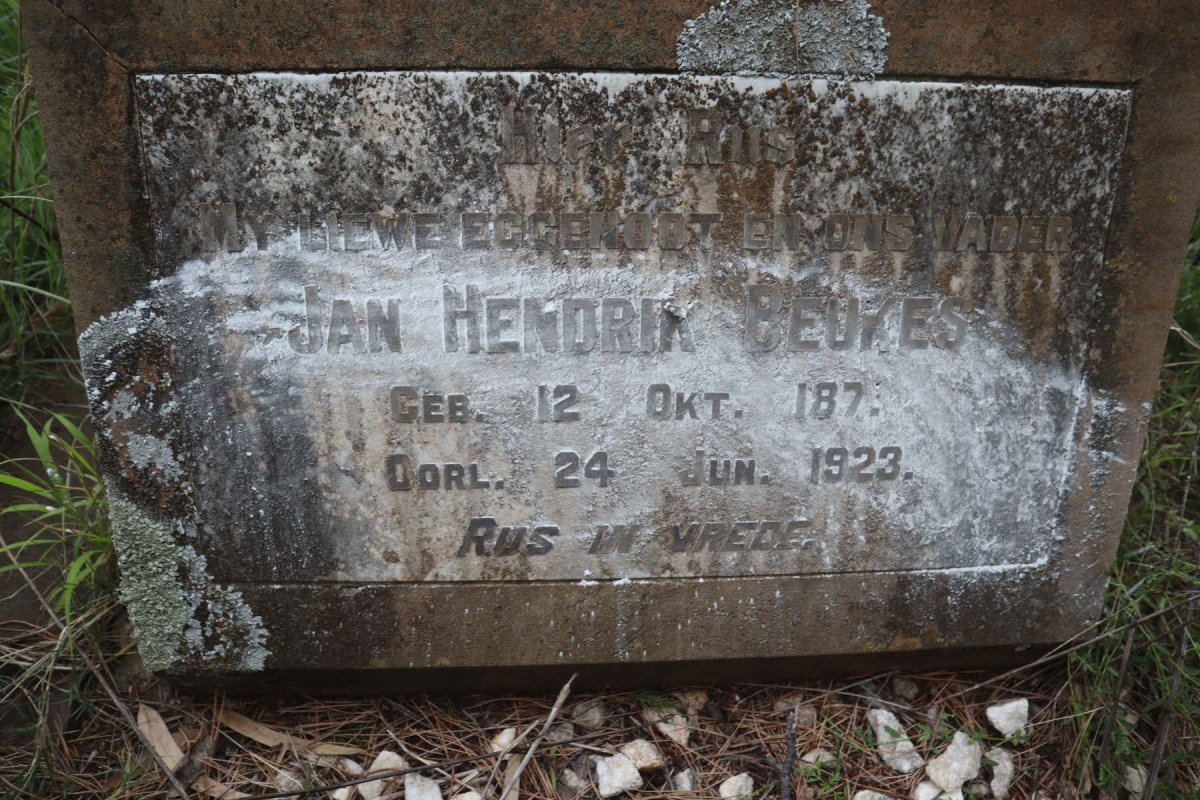 Hier Rus
My liewe eggenoot en ons vader
Jan Hendrik Beukes
Geb. 12 Okt. 187.
Oorl. 24 Jun. 1923.
Rus in vrede.